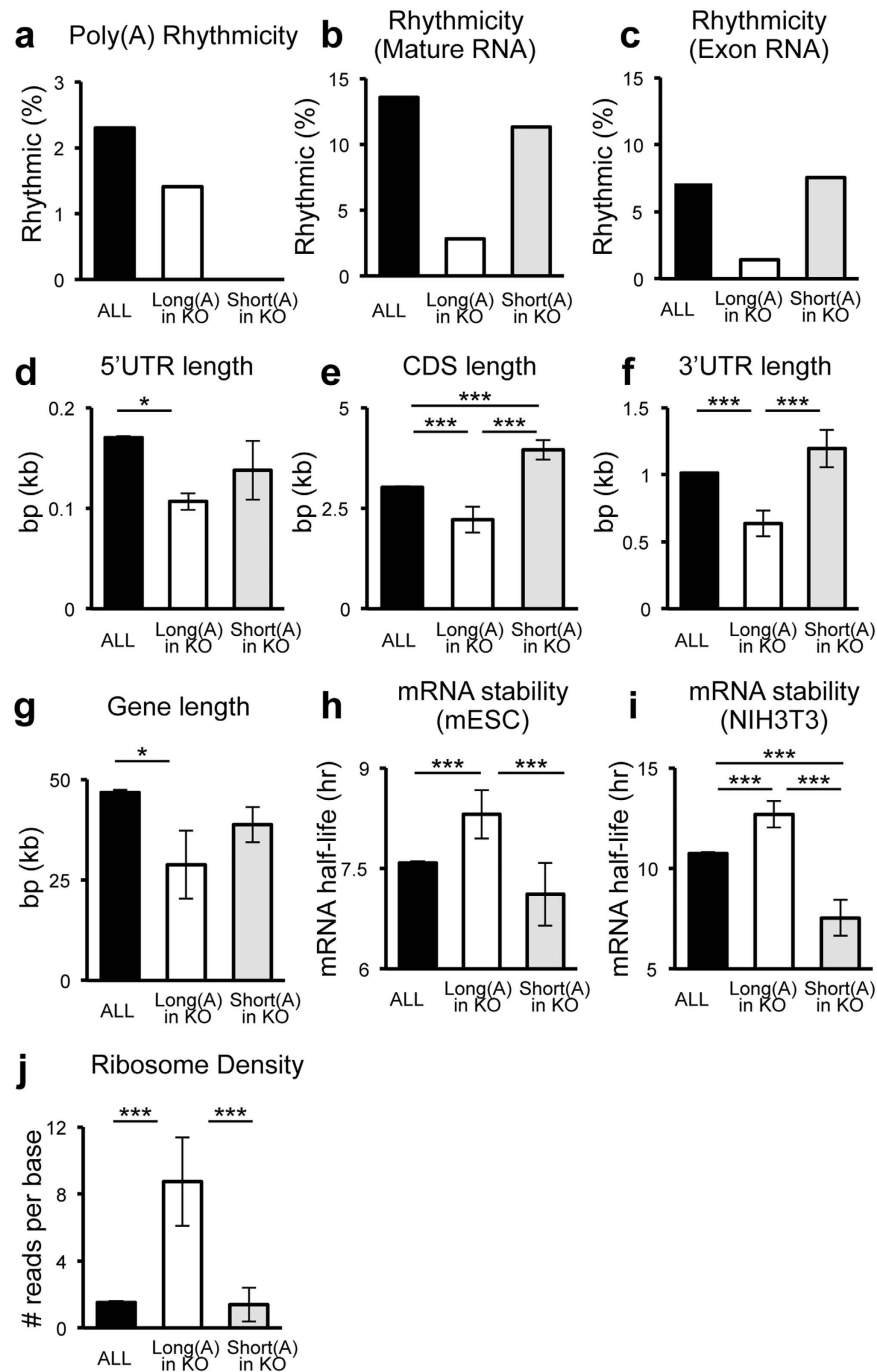 a Poly(A) Rhythmicity
Rhythmic (%)
3
2
1
0
ALL
Long(A)
in KO
Short(A)
in KO
b Rhythmicity
(Mature RNA)
Rhythmic (%)
15
10
5
0
ALL
Long(A)
in KO
Short(A)
in KO
c Rhythmicity
(Exon RNA)
Rhythmic (%)
15
10
5
0
ALL
Long(A)
in KO
Short(A)
in KO
d 5'UTR length
bp (kb)
*
0.2
0.1
0
ALL
Long(A)
in KO
Short(A)
in KO
e CDS length
bp (kb)
***
*** ***
5
2.5
0
ALL
Long(A)
in KO
Short(A)
in KO
f 3'UTR length
bp (kb)
*** ***
1.5
1
0.5
0
ALL
Long(A)
in KO
Short(A)
in KO
g Gene length
bp (kb)
*
50
25
0
ALL
Long(A)
in KO
Short(A)
in KO
h mRNA stability
(mESC)
mRNA half-life (hr)
*** ***
9
7.5
6
ALL
Long(A)
in KO
Short(A)
in KO
i mRNA stability
(NIH3T3)
mRNA half-life (hr)
***
*** ***
15
10
5
ALL
Long(A)
in KO
Short(A)
in KO
j Ribosome Density
# reads per base
*** ***
12
8
4
0
ALL
Long(A)
in KO
Short(A)
in KO